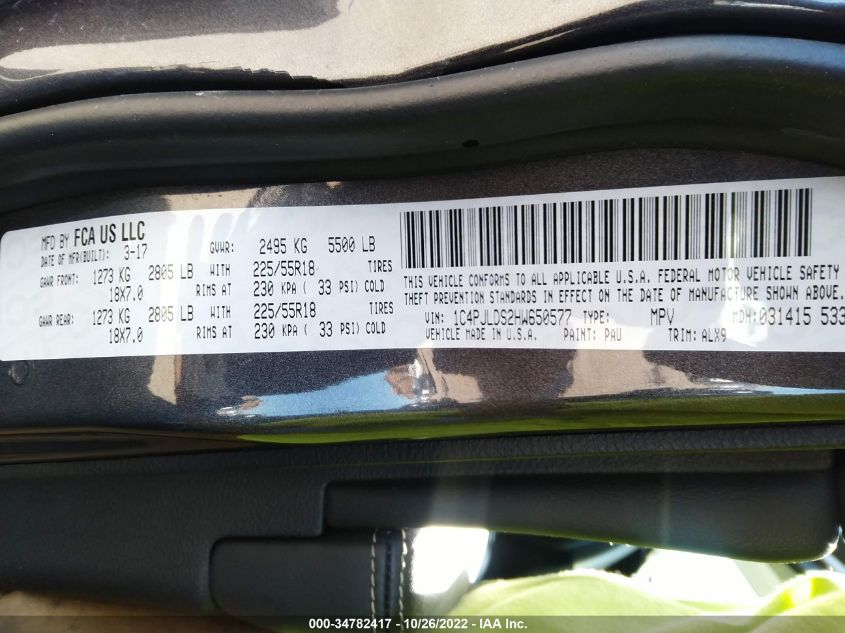 MFD BY FCA US LLC
DATE OF MFR(BUILT): 3-17 GVWR: 2495 KG 5500 LB
GAWR FRONT: 1273 KG 2805 LB WITH 225/55R18 TIRES
18X7.0 RIMS AT 230 KPA ( 33 PSI) COLD
GAWR REAR: 1273 KG 2805 LB WITH 225/55R18 TIRES
18X7.0 RIMS AT 230 KPA ( 33 PSI) COLD
THIS VEHICLE CONFORMS TO ALL APPLICABLE U.S.A. FEDERAL MOTOR VEHICLE SAFETY
THEFT PREVENTION STANDARDS IN EFFECT ON THE DATE OF MANUFACTURE SHOWN ABOVE.
VIN: 1C4PJLDS2HW650577 TYPE: MPV MDH: 031415 533
VEHICLE MADE IN U.S.A. PAINT: PAU TRIM: ALX9
000-34782417 - 10/26/2022 - IAA Inc.